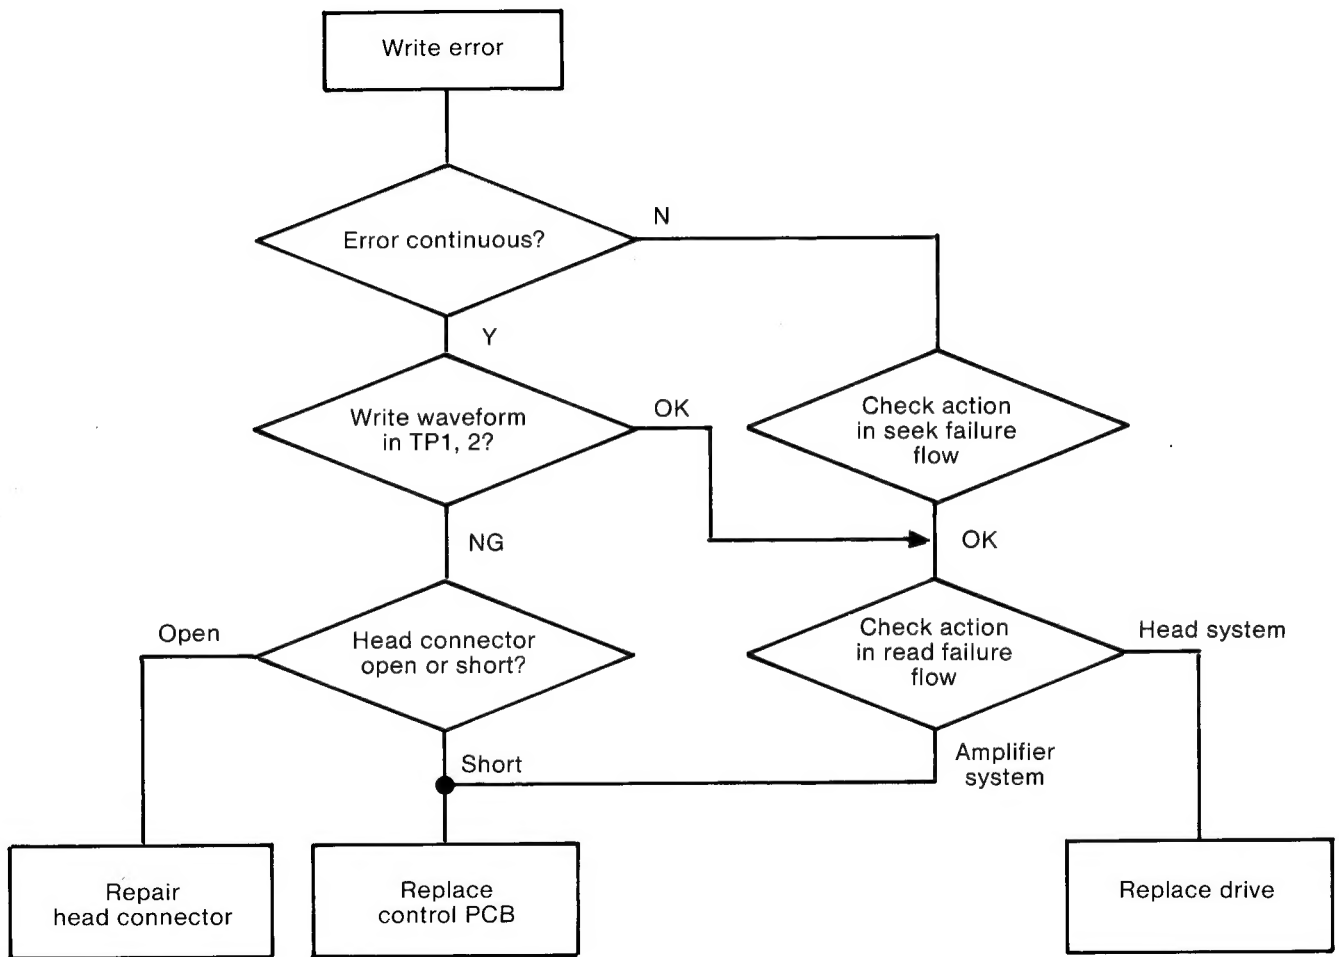 Write error
Error continuous?
N
Y
Write waveform
in TP1, 2?
OK
Check action
in seek failure
flow
NG
OK
Open
Head connector
open or short?
Check action
in read failure
flow
Head system
Short
Amplifier
system
Repair
head connector
Replace
control PCB
Replace drive